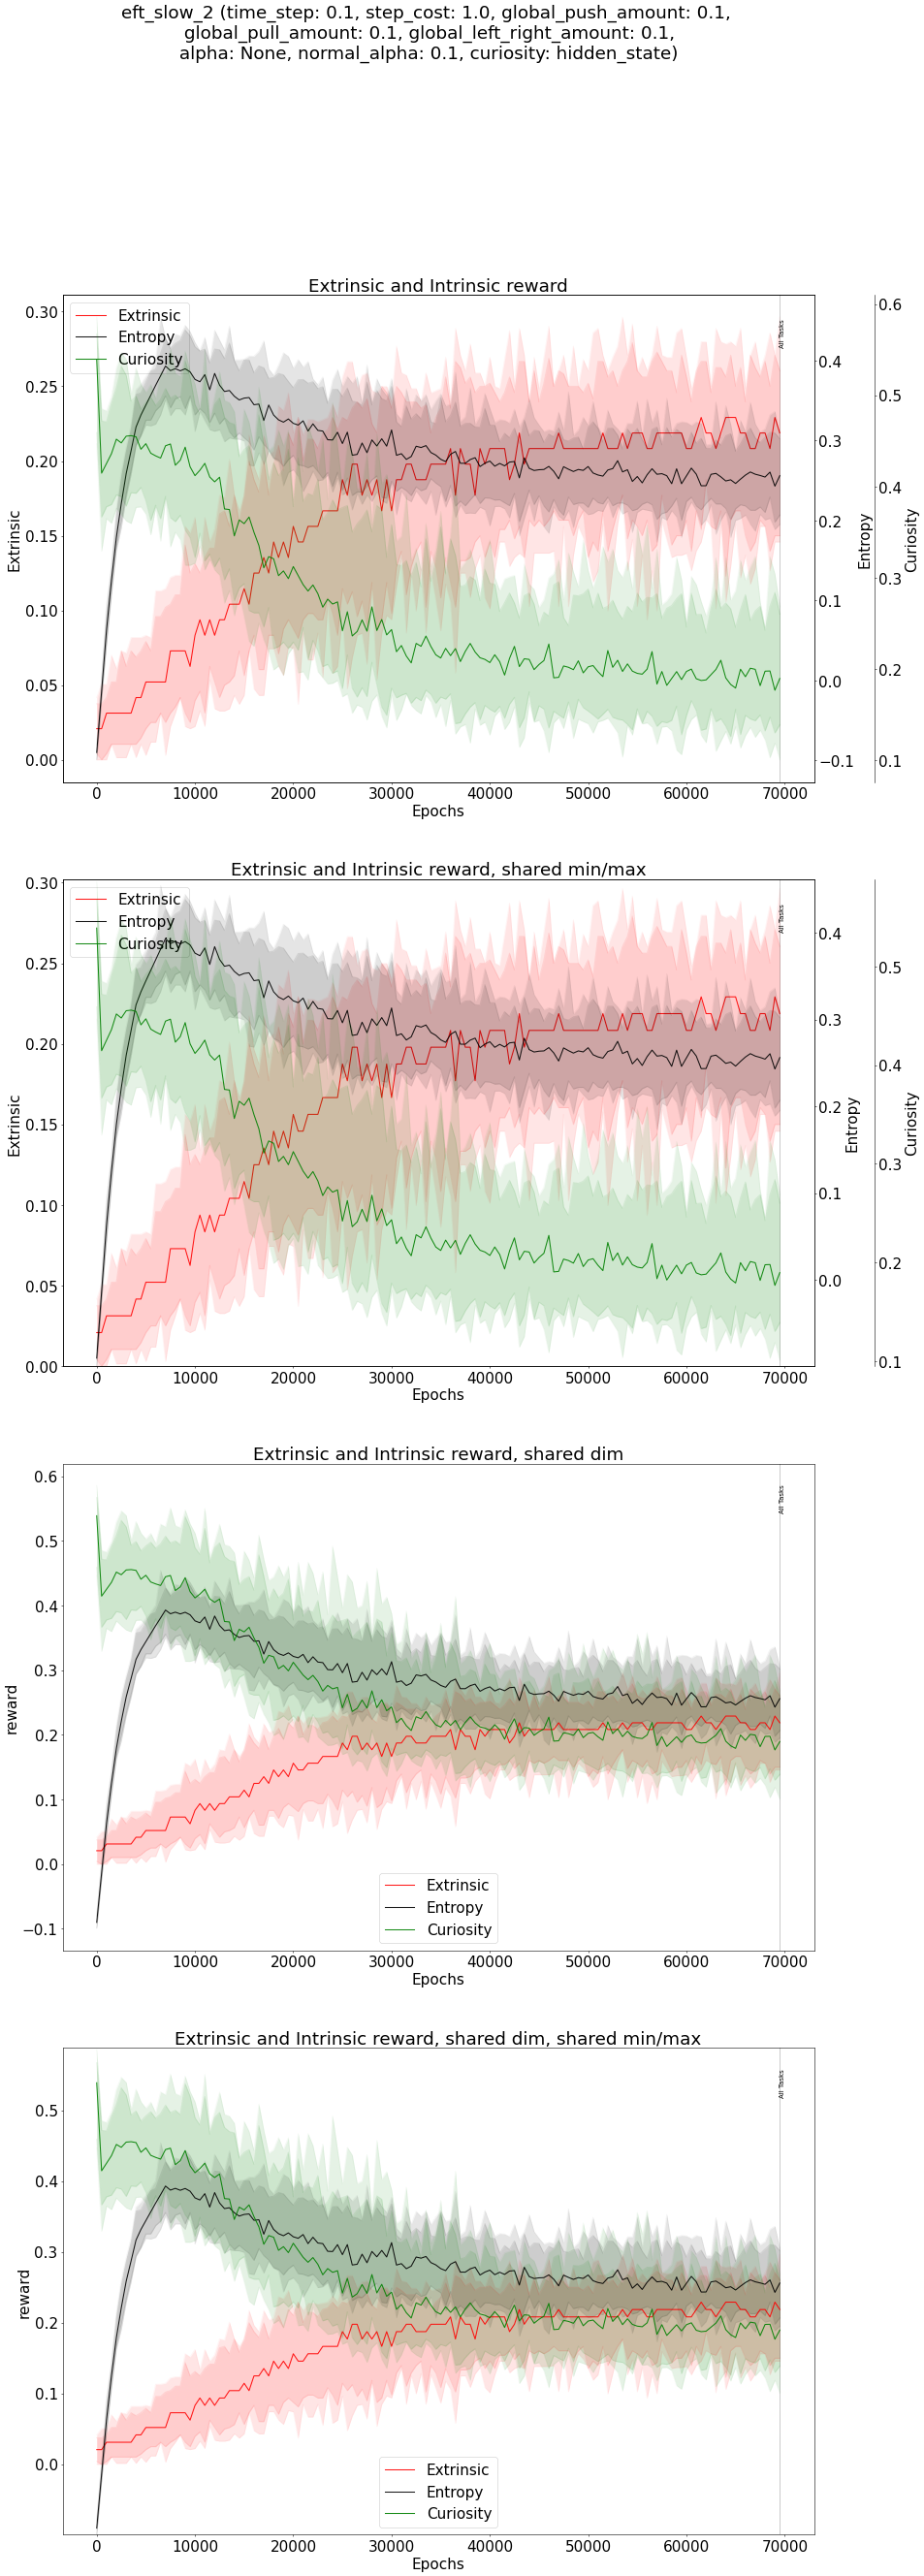 eft_slow_2 (time_step: 0.1, step_cost: 1.0, global_push_amount: 0.1,
global_pull_amount: 0.1, global_left_right_amount: 0.1,
alpha: None, normal_alpha: 0.1, curiosity: hidden_state)
Extrinsic and Intrinsic reward
Extrinsic
Entropy
Curiosity
All Tasks
0.30
0.25
0.20
0.15
0.10
0.05
0.00
Extrinsic
0.4
0.3
0.2
0.1
0.0
−0.1
Entropy
0.6
0.5
0.4
0.3
0.2
0.1
Curiosity
0 10000 20000 30000 40000 50000 60000 70000
Epochs
Extrinsic and Intrinsic reward, shared min/max
Extrinsic
Entropy
Curiosity
All Tasks
0.30
0.25
0.20
0.15
0.10
0.05
0.00
Extrinsic
0.4
0.3
0.2
0.1
0.0
Entropy
0.5
0.4
0.3
0.2
0.1
Curiosity
0 10000 20000 30000 40000 50000 60000 70000
Epochs
Extrinsic and Intrinsic reward, shared dim
All Tasks
0.6
0.5
0.4
0.3
0.2
0.1
0.0
−0.1
reward
Extrinsic
Entropy
Curiosity
0 10000 20000 30000 40000 50000 60000 70000
Epochs
Extrinsic and Intrinsic reward, shared dim, shared min/max
All Tasks
0.5
0.4
0.3
0.2
0.1
0.0
reward
Extrinsic
Entropy
Curiosity
0 10000 20000 30000 40000 50000 60000 70000
Epochs